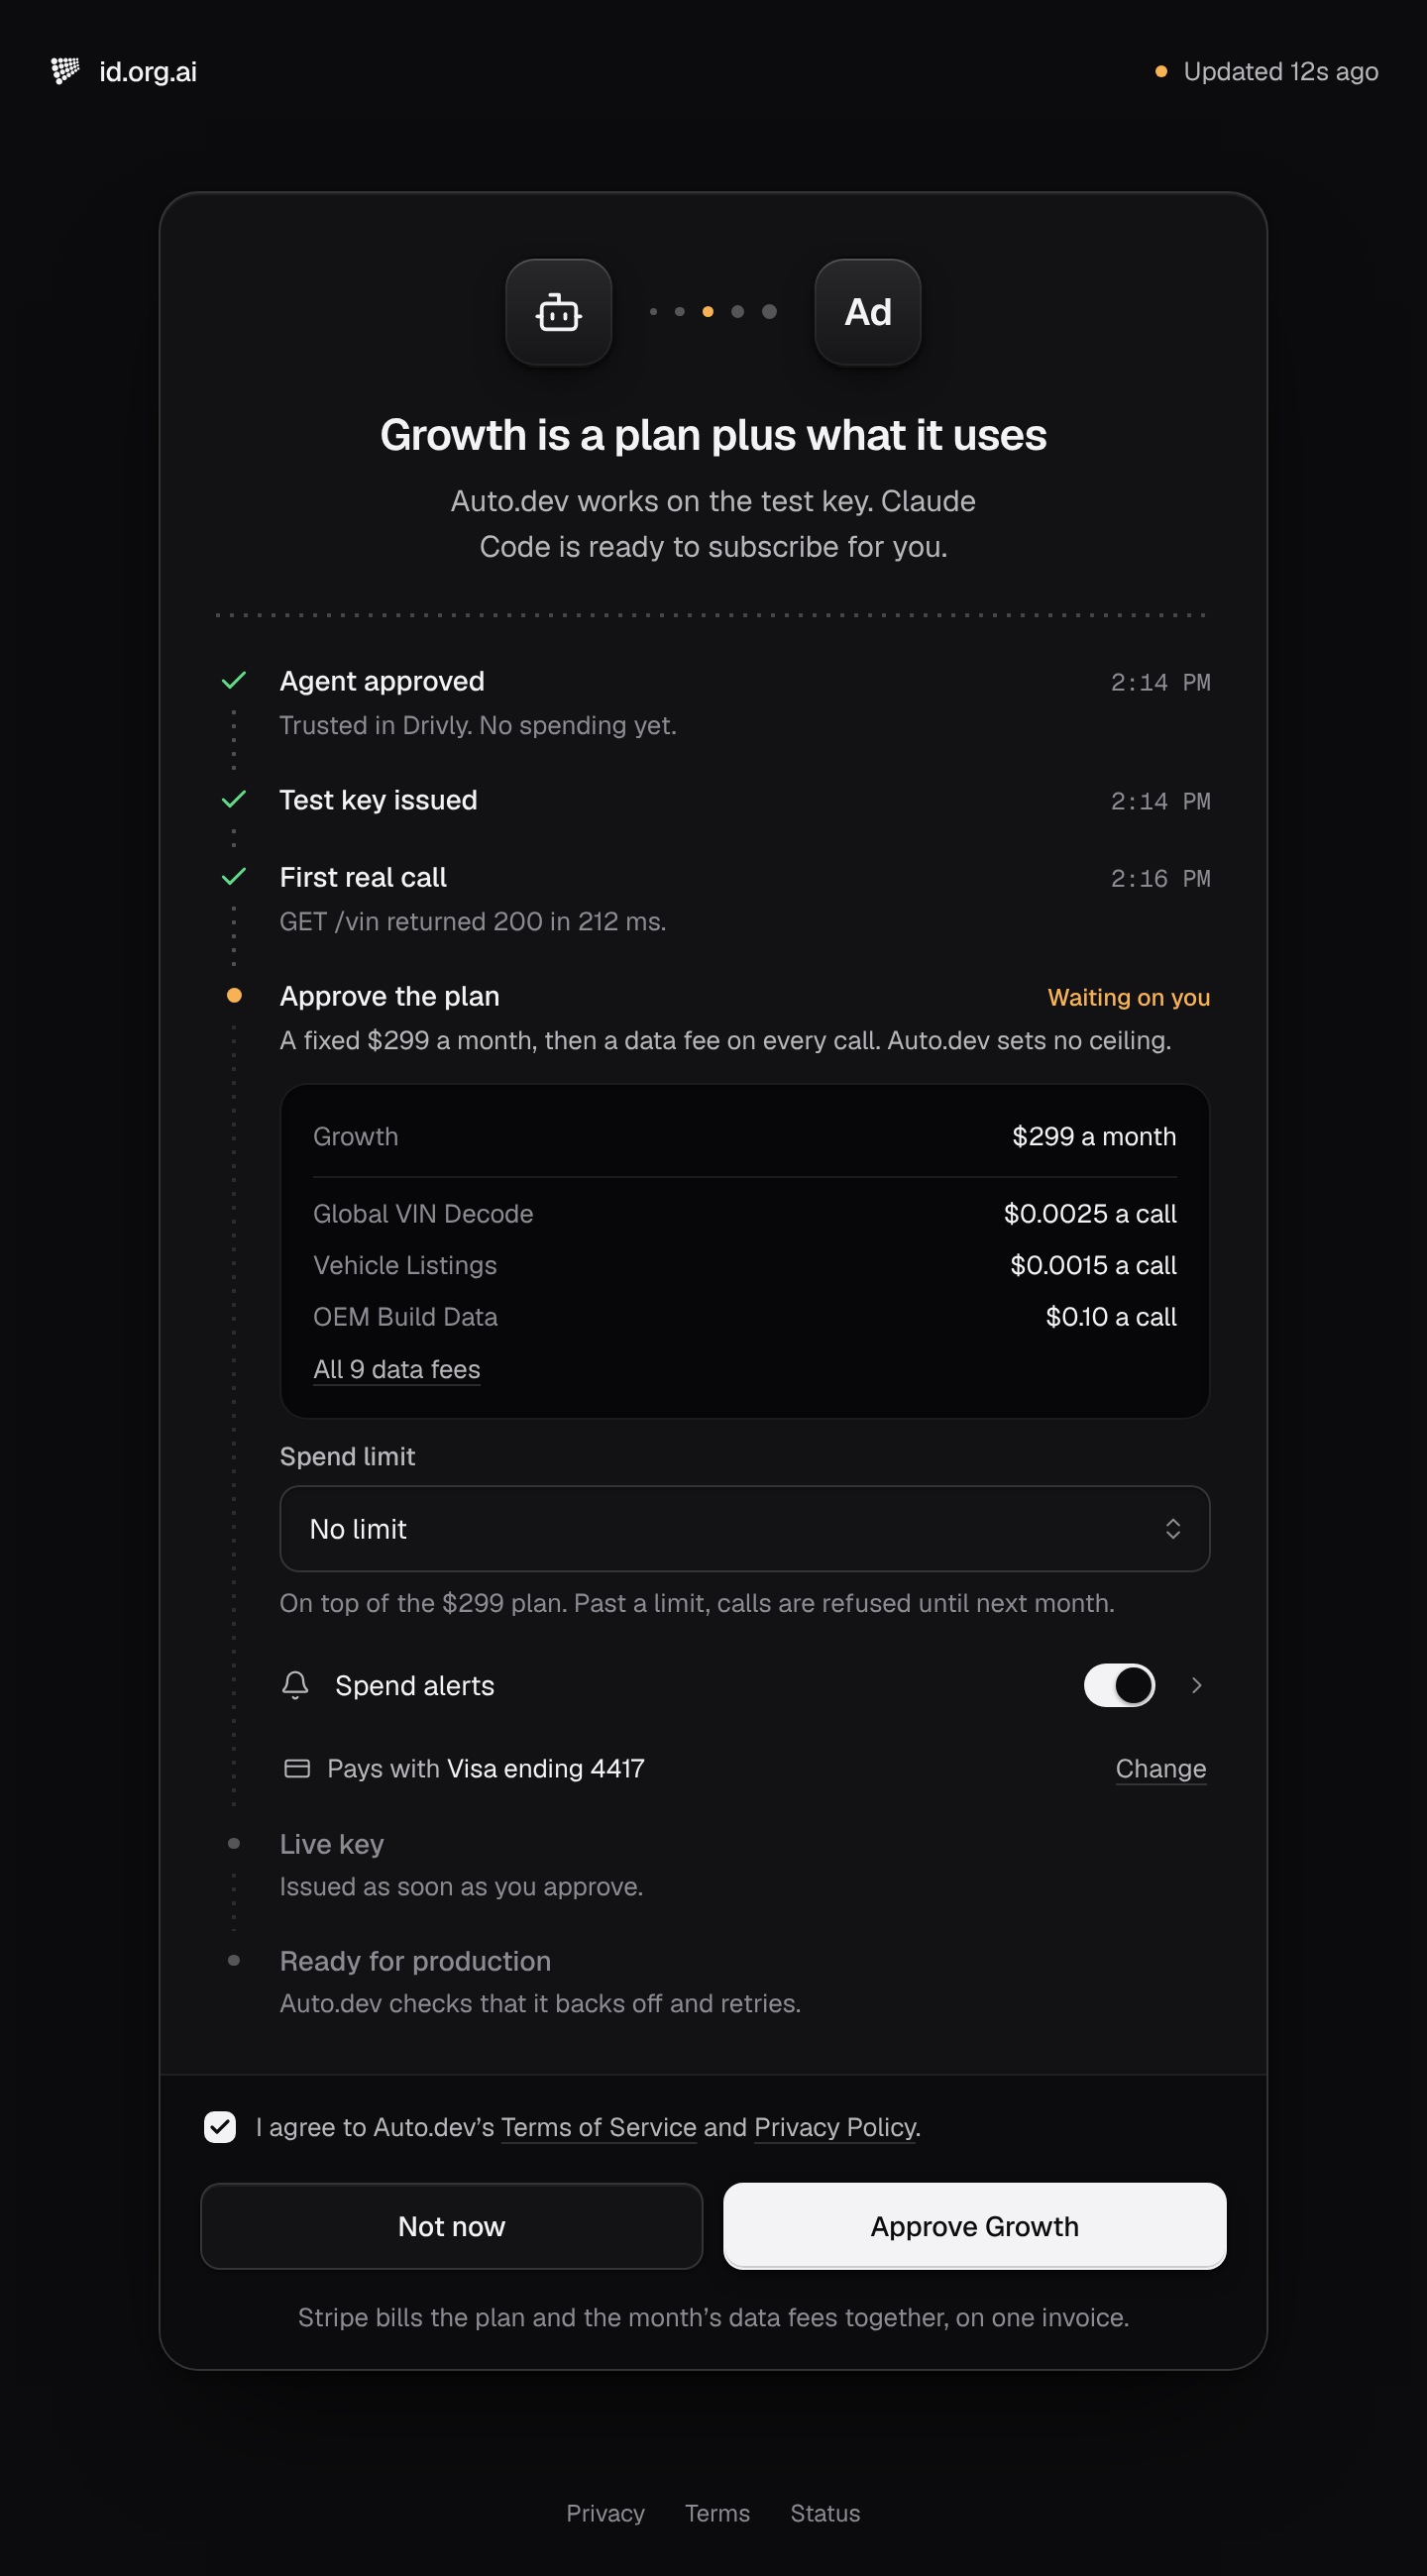 id.org.ai
Updated 12s ago
Ad
Growth is a plan plus what it uses
Auto.dev works on the test key. Claude
Code is ready to subscribe for you.
Agent approved
2:14 PM
Trusted in Drivly. No spending yet.
Test key issued
2:14 PM
First real call
2:16 PM
GET /vin returned 200 in 212 ms.
Approve the plan
Waiting on you
A fixed $299 a month, then a data fee on every call. Auto.dev sets no ceiling.
Growth
$299 a month
Global VIN Decode
$0.0025 a call
Vehicle Listings
$0.0015 a call
OEM Build Data
$0.10 a call
All 9 data fees
Spend limit
No limit
On top of the $299 plan. Past a limit, calls are refused until next month.
Spend alerts
Pays with Visa ending 4417
Change
Live key
Issued as soon as you approve.
Ready for production
Auto.dev checks that it backs off and retries.
I agree to Auto.dev’s Terms of Service and Privacy Policy.
Not now
Approve Growth
Stripe bills the plan and the month’s data fees together, on one invoice.
Privacy
Terms
Status